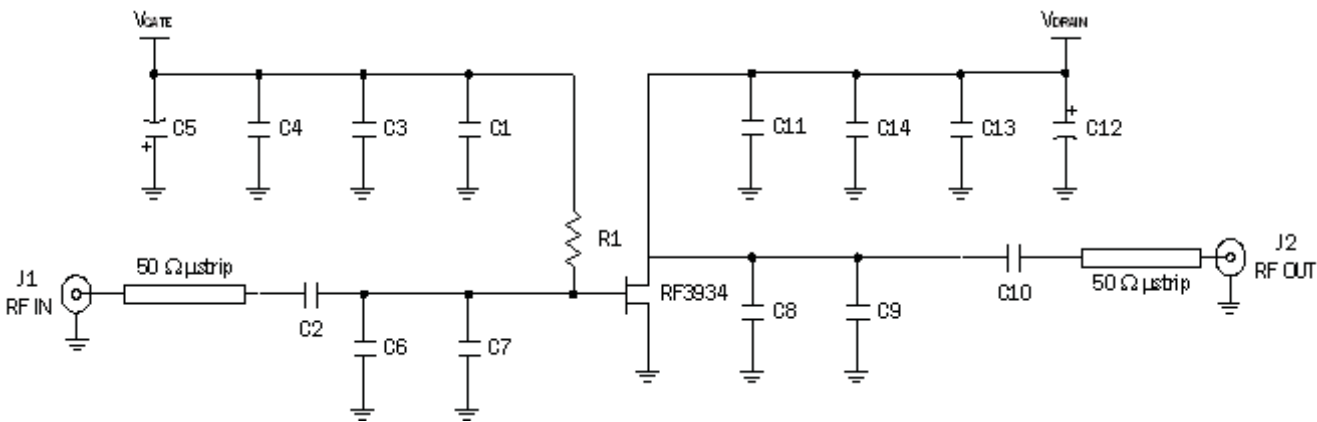 VGATE
VDRAIN
C5
C4
C3
C1
C11
C14
C13
C12
+
+
R1
J1
RF IN
50 Ω µstrip
C2
C6
C7
RF3934
C8
C9
C10
50 Ω µstrip
J2
RF OUT